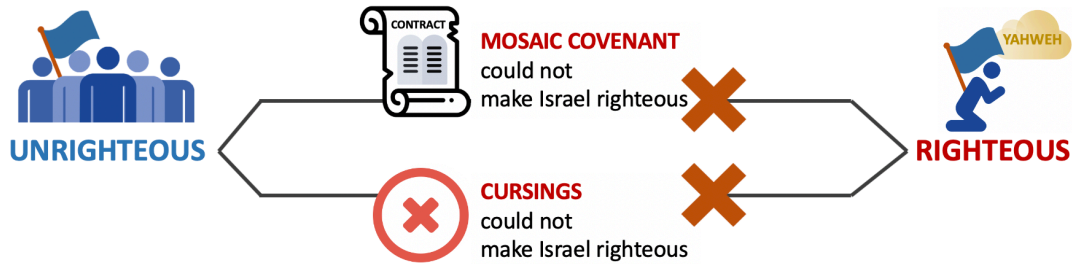 CONTRACT
MOSAIC COVENANT
could not
make Israel righteous
YAHWEH
UNRIGHTEOUS
RIGHTEOUS
CURSINGS
could not
make Israel righteous